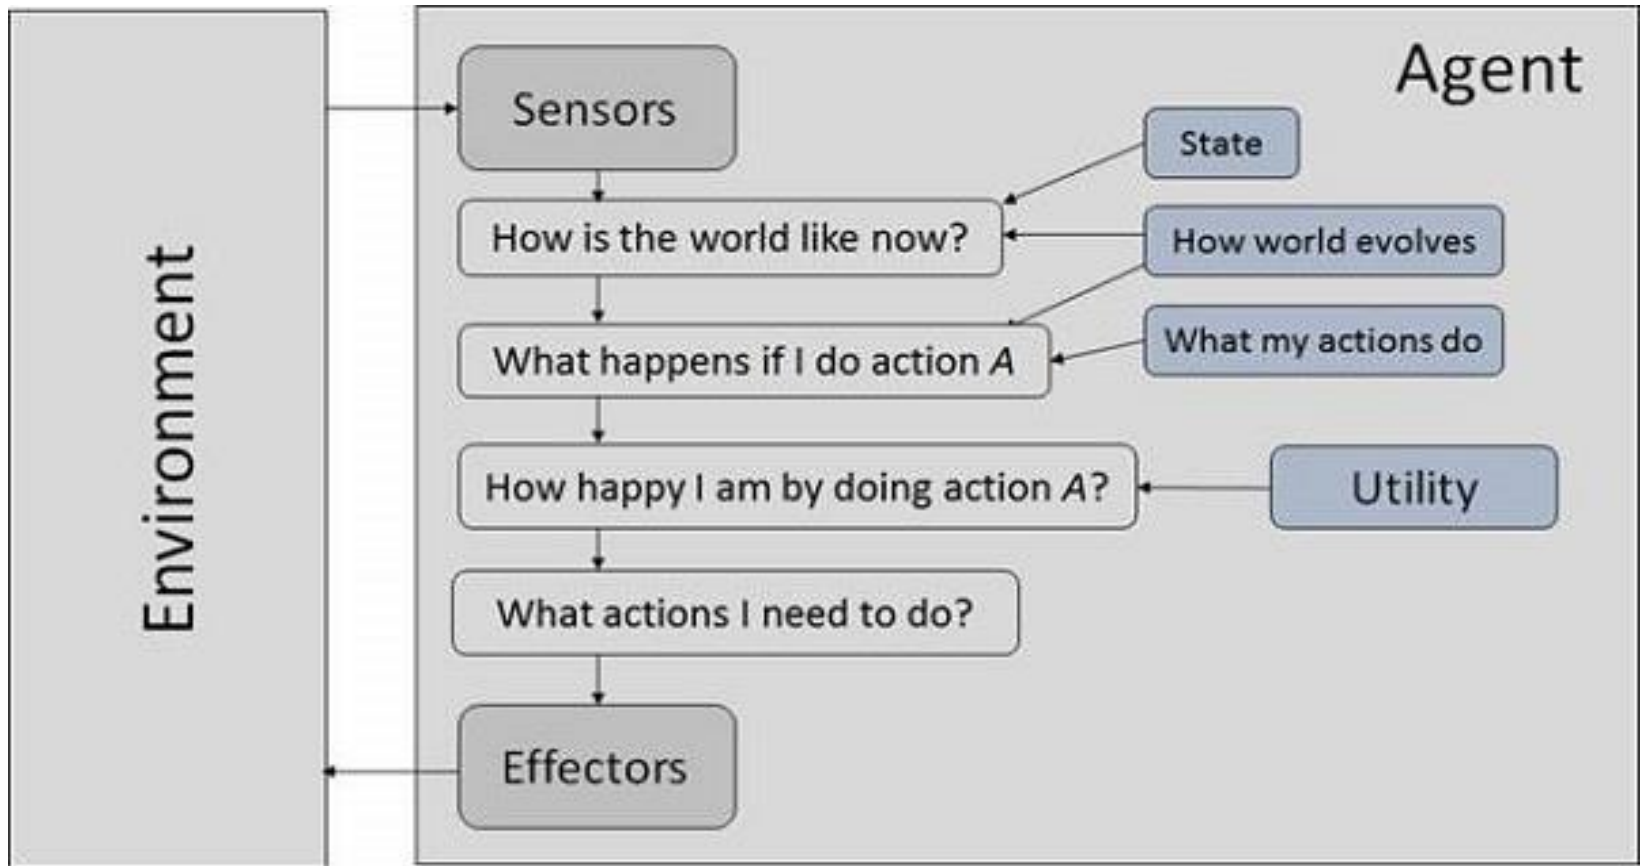 Agent
Environment
Sensors
State
How is the world like now?
How world evolves
What happens if I do action A
What my actions do
How happy I am by doing action A?
Utility
What actions I need to do?
Effectors